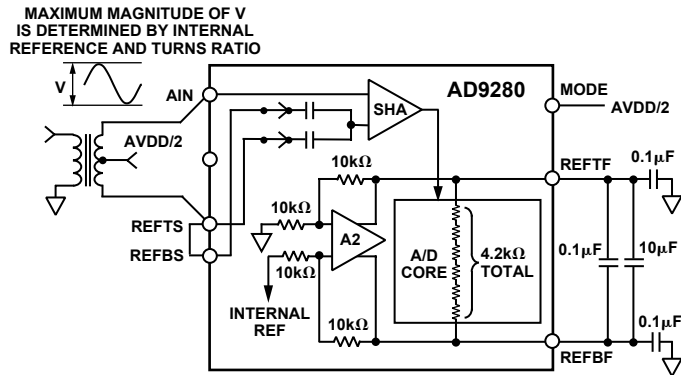 MAXIMUM MAGNITUDE OF V
IS DETERMINED BY INTERNAL
REFERENCE AND TURNS RATIO
V
AIN
SHA
AD9280
MODE
AVDD/2
AVDD/2
REFTF
0.1µF
10kΩ
10kΩ
REFTS
REFBS
A2
A/D
CORE
4.2kΩ
TOTAL
0.1µF
10µF
10kΩ
INTERNAL
REF
10kΩ
0.1µF
REFBF